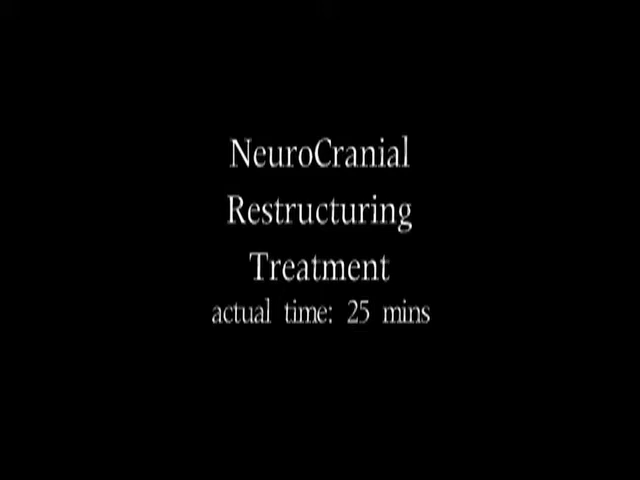 NeuroCranial
Restructuring
Treatment
actual time: 25 mins